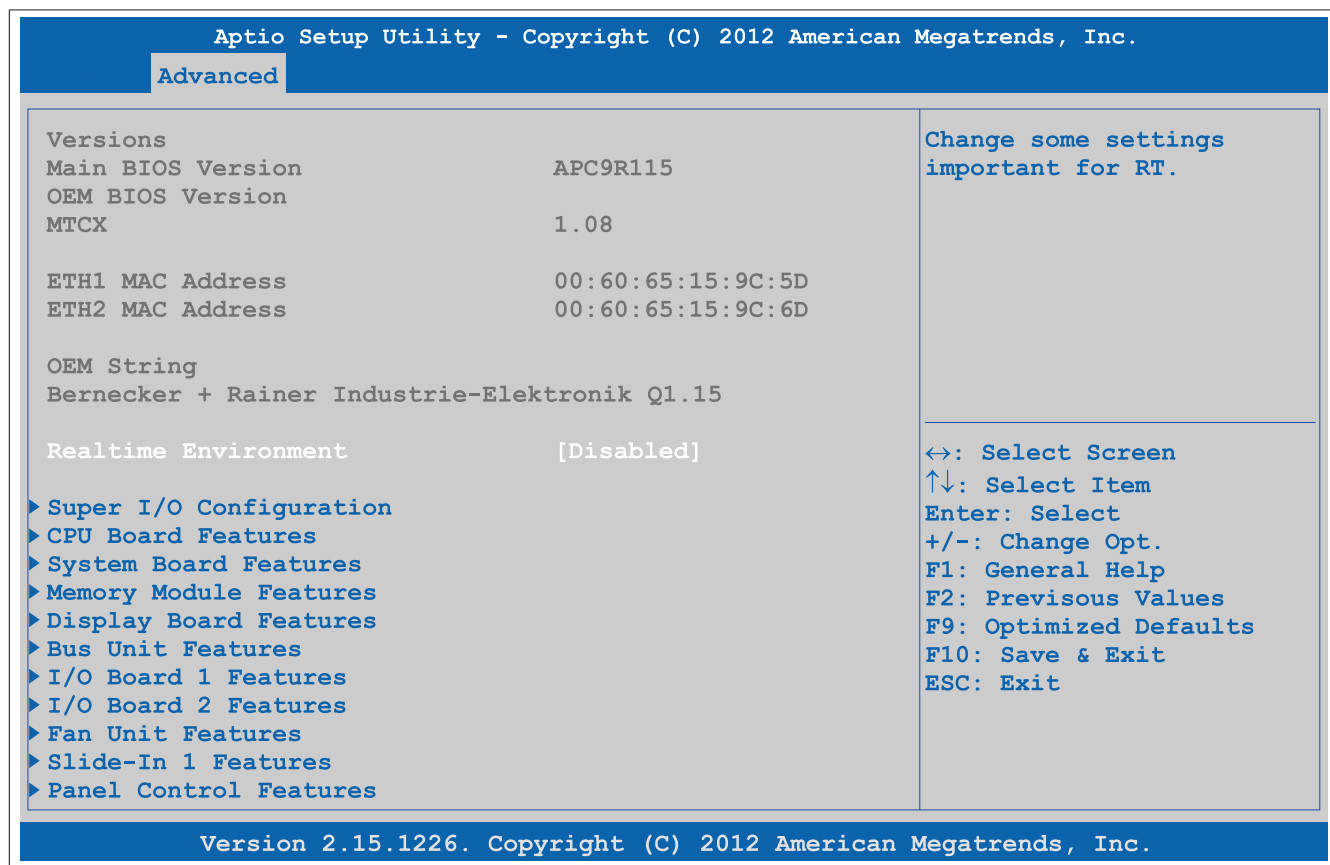 Aptio Setup Utility - Copyright (C) 2012 American Megatrends, Inc.
Advanced
Versions
Main BIOS Version APC9R115
OEM BIOS Version
MTCX 1.08
ETH1 MAC Address 00:60:65:15:9C:5D
ETH2 MAC Address 00:60:65:15:9C:6D
OEM String
Bernecker + Rainer Industrie-Elektronik Q1.15
Realtime Environment [Disabled]
Super I/O Configuration
CPU Board Features
System Board Features
Memory Module Features
Display Board Features
Bus Unit Features
I/O Board 1 Features
I/O Board 2 Features
Fan Unit Features
Slide-In 1 Features
Panel Control Features
Change some settings
important for RT.
↔: Select Screen
↑↓: Select Item
Enter: Select
+/-: Change Opt.
F1: General Help
F2: Previsous Values
F9: Optimized Defaults
F10: Save & Exit
ESC: Exit
Version 2.15.1226. Copyright (C) 2012 American Megatrends, Inc.